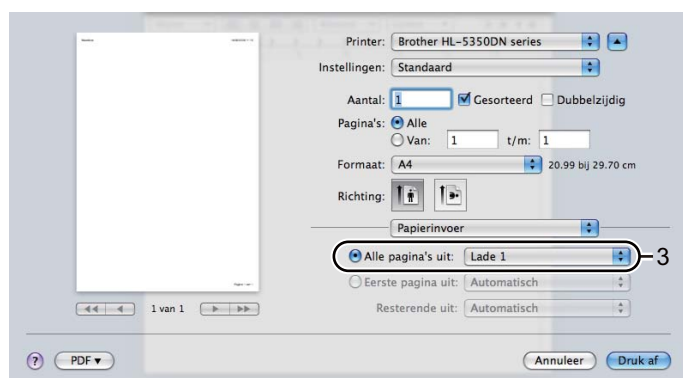 Printer: Brother HL-5350DN series
Instellingen: Standaard
Aantal: 1 Gesorteerd Dubbelzijdig
Pagina's: Alle
Van: 1 t/m: 1
Formaat: A4 20.99 bij 29.70 cm
Richting:
Papierinvoer
Alle pagina's uit: Lade 1 3
Eerste pagina uit: Automatisch
Resterende uit: Automatisch
1 van 1
? PDF Annuleer Druk af